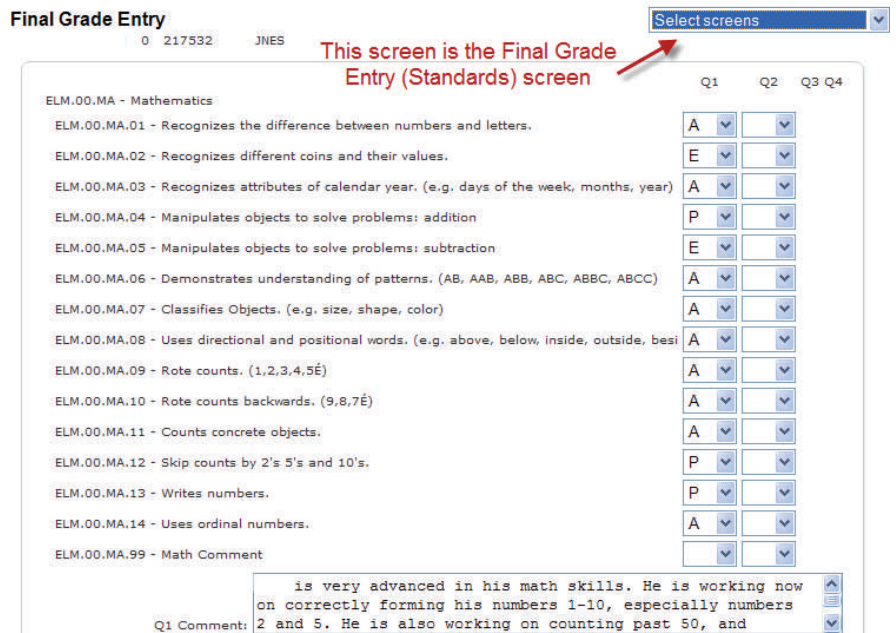 Final Grade Entry
Select screens
0 217532 JNES
This screen is the Final Grade
Entry (Standards) screen
Q1 Q2 Q3 Q4
ELM.00.MA - Mathematics
ELM.00.MA.01 - Recognizes the difference between numbers and letters. A
ELM.00.MA.02 - Recognizes different coins and their values. E
ELM.00.MA.03 - Recognizes attributes of calendar year. (e.g. days of the week, months, year) A
ELM.00.MA.04 - Manipulates objects to solve problems: addition P
ELM.00.MA.05 - Manipulates objects to solve problems: subtraction E
ELM.00.MA.06 - Demonstrates understanding of patterns. (AB, AAB, ABB, ABC, ABBC, ABCC) A
ELM.00.MA.07 - Classifies Objects. (e.g. size, shape, color) A
ELM.00.MA.08 - Uses directional and positional words. (e.g. above, below, inside, outside, besi A
ELM.00.MA.09 - Rote counts. (1,2,3,4,5É) A
ELM.00.MA.10 - Rote counts backwards. (9,8,7É) A
ELM.00.MA.11 - Counts concrete objects. A
ELM.00.MA.12 - Skip counts by 2's 5's and 10's. P
ELM.00.MA.13 - Writes numbers. P
ELM.00.MA.14 - Uses ordinal numbers. A
ELM.00.MA.99 - Math Comment
is very advanced in his math skills. He is working now
on correctly forming his numbers 1-10, especially numbers
Q1 Comment: 2 and 5. He is also working on counting past 50, and